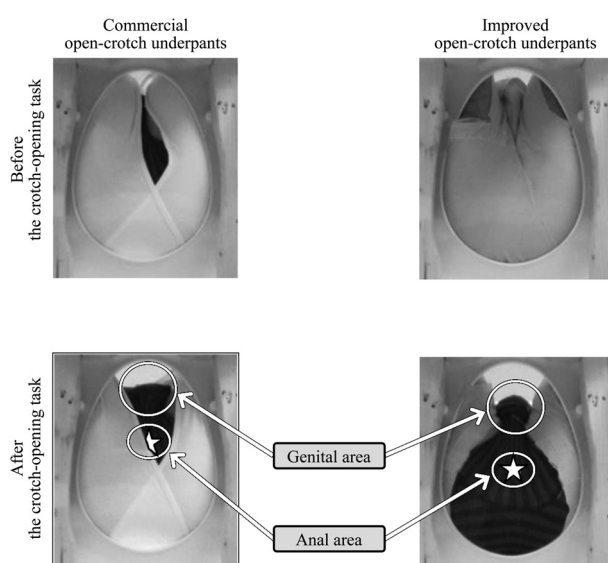 Commercial
open-crotch underpants
Improved
open-crotch underpants
Before
the crotch-opening task
After
the crotch-opening task
Genital area
Anal area